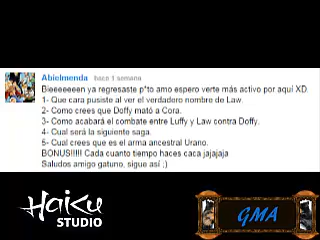 Abielmenda hace 1 semana
Bieeeeeeen ya regresaste p*to amo espero verte más activo por aquí XD.
1- Que cara pusiste al ver el verdadero nombre de Law.
2- Como crees que Doffy mató a Cora.
3- Como acabará el combate entre Luffy y Law contra Doffy.
4- Cual será la siguiente saga.
5- Cual crees que es el arma ancestral Urano.
BONUS!!!!! Cada cuanto tiempo haces caca jajajaja
Saludos amigo gatuno, sigue así ;)
Haiku
STUDIO
GMA